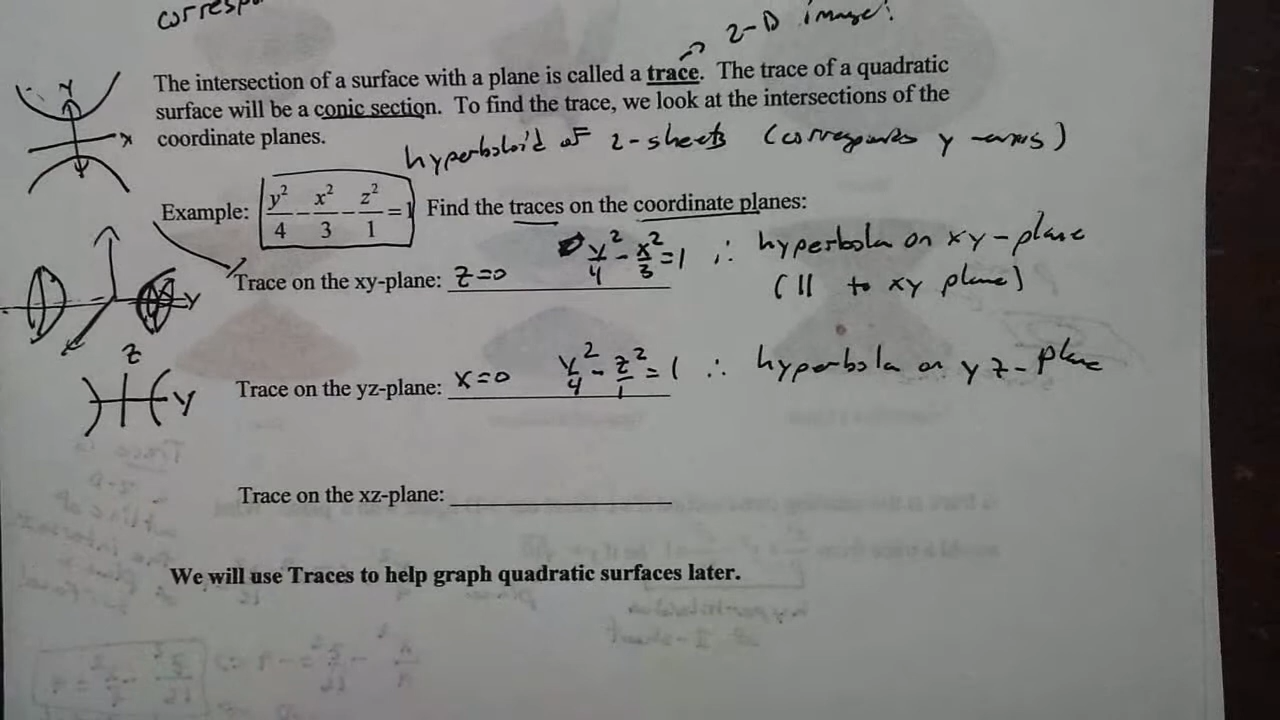 2-D image!
The intersection of a surface with a plane is called a trace. The trace of a quadratic
surface will be a conic section. To find the trace, we look at the intersections of the
coordinate planes.
hyperboloid of 2-sheets (corresponds y-axis)
Example: y²/4 - x²/3 - z²/1 = 1 Find the traces on the coordinate planes:
Trace on the xy-plane: z=0 y²/4 - x²/3 = 1 ∴ hyperbola on xy-plane
(|| to xy plane)
Trace on the yz-plane: x=0 y²/4 - z²/1 = 1 ∴ hyperbola on yz-plane
Trace on the xz-plane:
We will use Traces to help graph quadratic surfaces later.
Y
X
Y
Z
Y